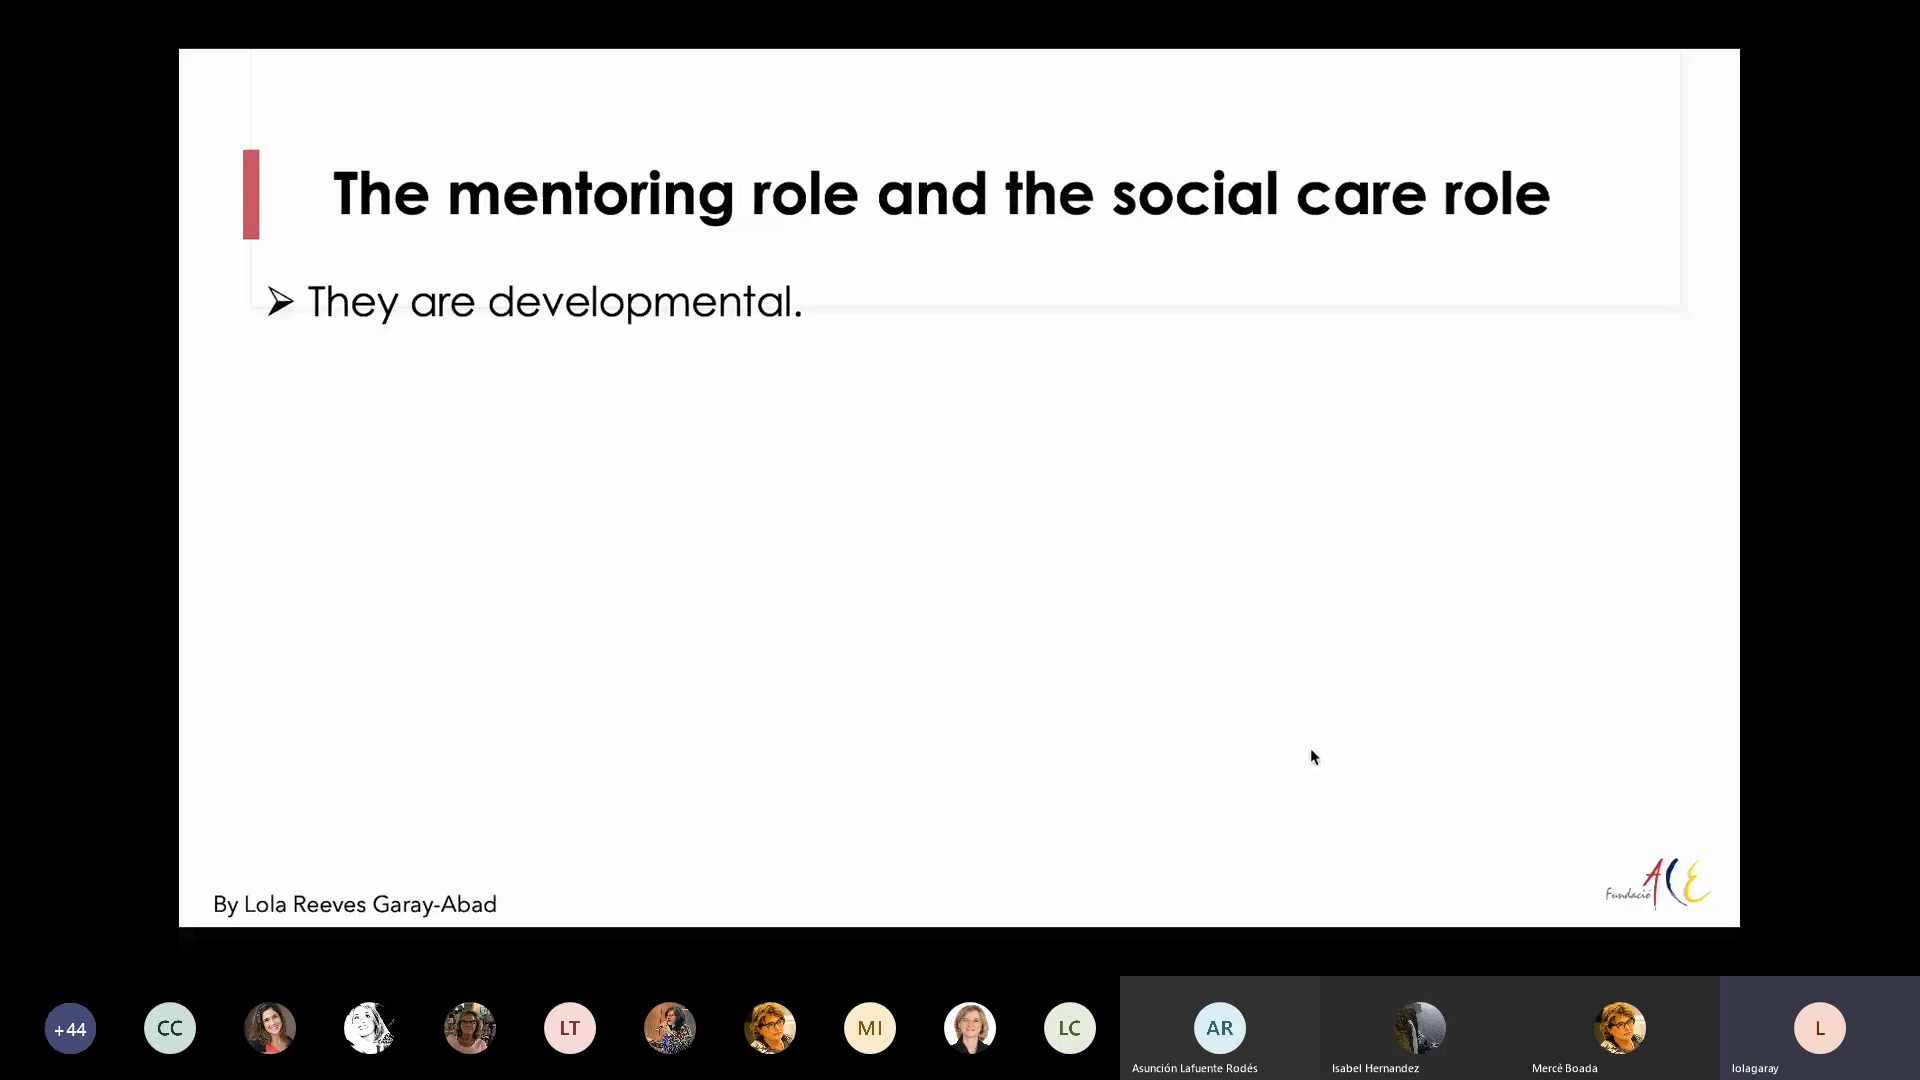 The mentoring role and the social care role
➢ They are developmental.
By Lola Reeves Garay-Abad
Fundació ACE
+44
CC
LT
MI
LC
AR
L
Asunción Lafuente Rodés
Isabel Hernandez
Mercè Boada
lolagaray